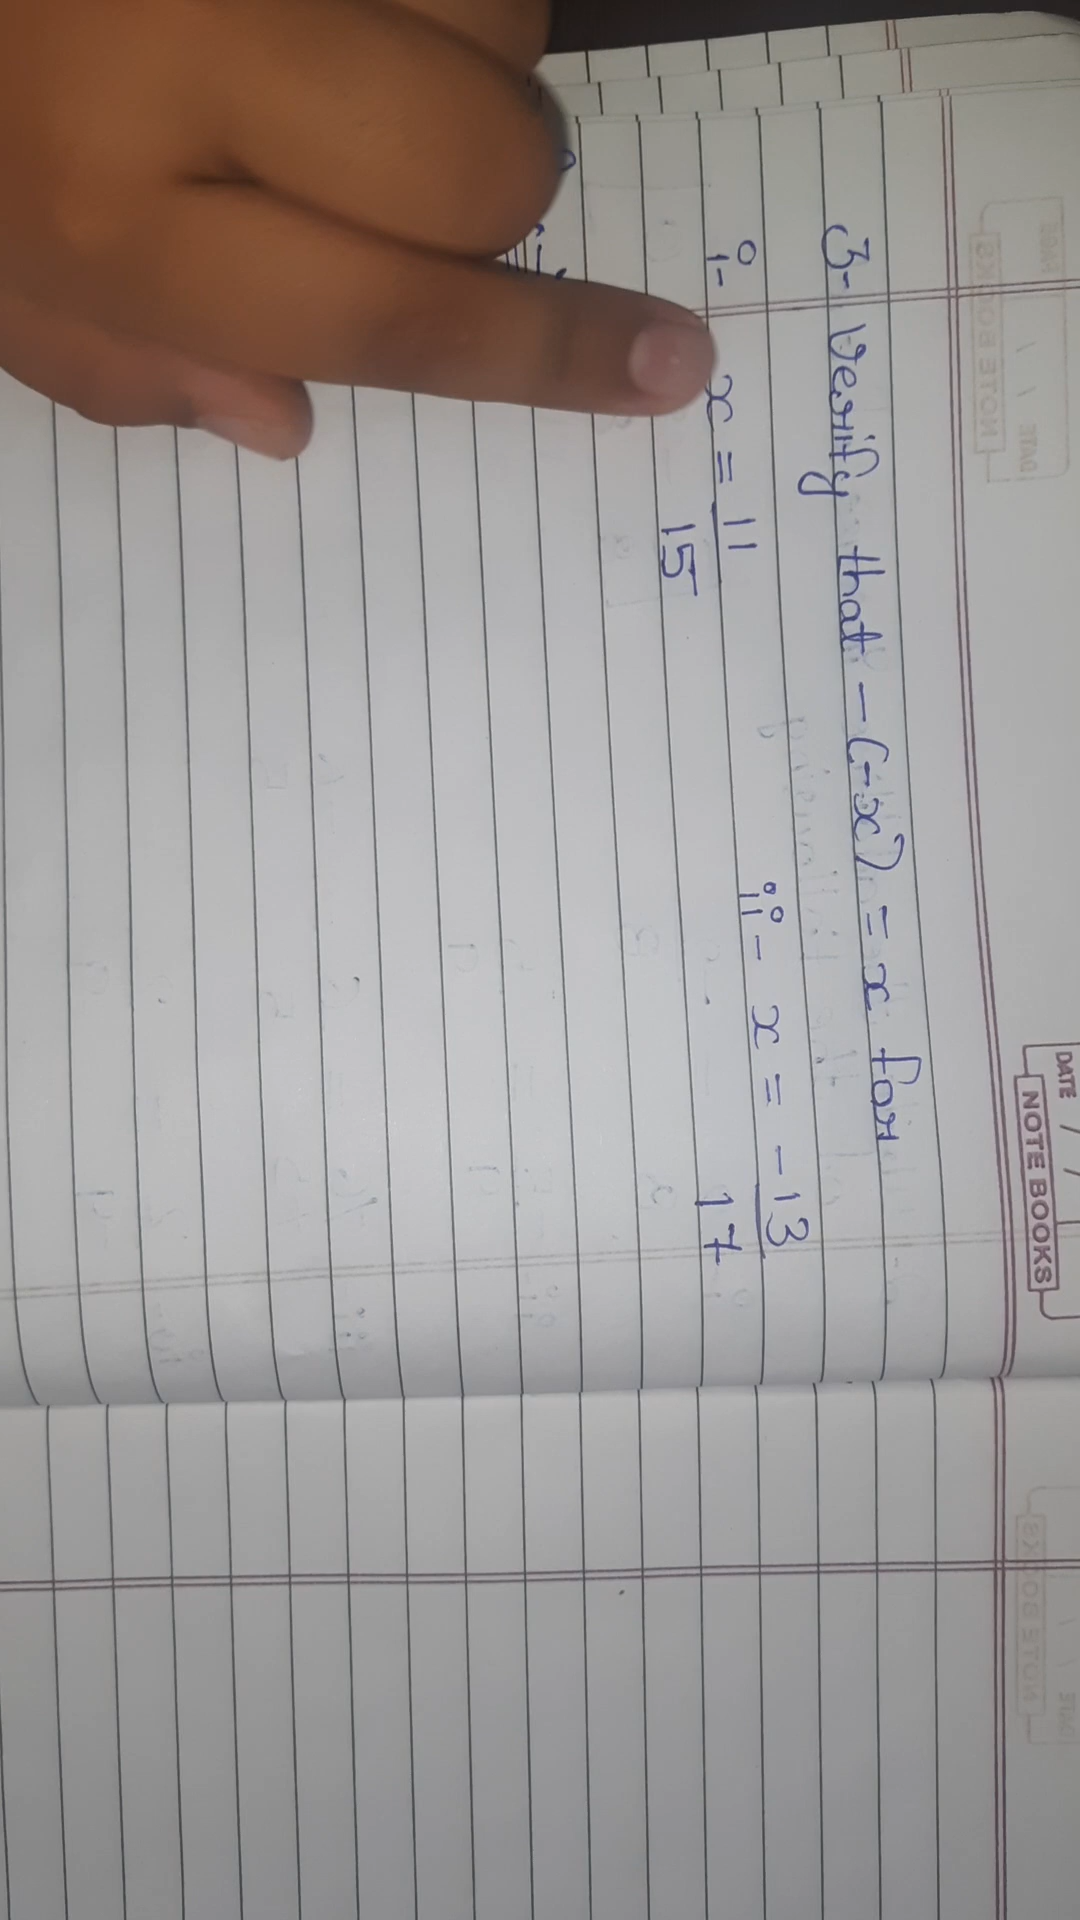 DATE / /
NOTE BOOKS
3- Verify that -(-x) = x for
i- x = 11/15 ii- x = -13/17